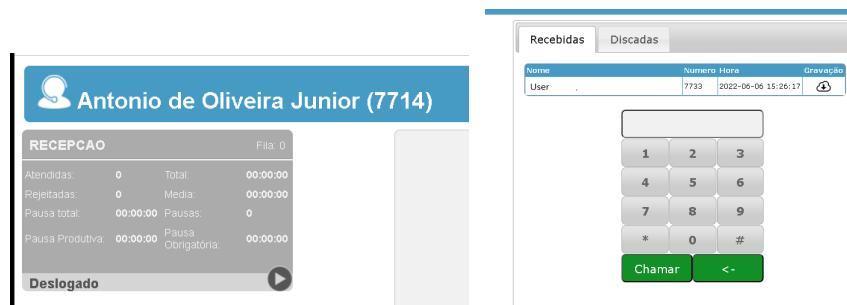 Antonio de Oliveira Junior (7714)
RECEPCAO Fila: 0
Atendidas: 0 Total: 00:00:00
Rejeitadas: 0 Media: 00:00:00
Pausa total: 00:00:00 Pausas: 0
Pausa Produtiva: 00:00:00 Pausa Obrigatória: 00:00:00
Deslogado
Recebidas Discadas
Nome Numero Hora Gravação
User . 7733 2022-06-06 15:26:17
1 2 3
4 5 6
7 8 9
* 0 #
Chamar <-